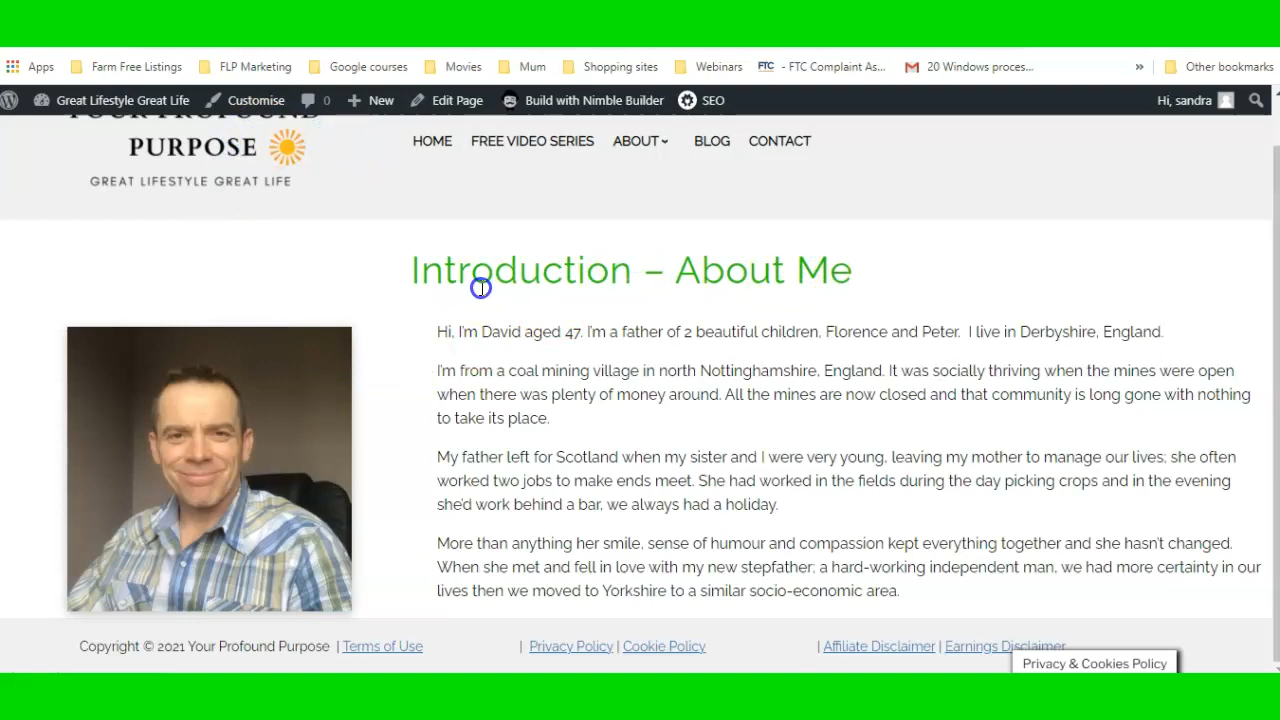 Apps Farm Free Listings FLP Marketing Google courses Movies Mum Shopping sites Webinars FTC - FTC Complaint As... 20 Windows proces... » Other bookmarks
Great Lifestyle Great Life Customise 0 New Edit Page Build with Nimble Builder SEO Hi, sandra
YOUR PROFOUND
PURPOSE
GREAT LIFESTYLE GREAT LIFE
HOME FREE VIDEO SERIES ABOUT BLOG CONTACT
Introduction – About Me
Hi, I'm David aged 47. I'm a father of 2 beautiful children, Florence and Peter. I live in Derbyshire, England.
I'm from a coal mining village in north Nottinghamshire, England. It was socially thriving when the mines were open
when there was plenty of money around. All the mines are now closed and that community is long gone with nothing
to take its place.
My father left for Scotland when my sister and I were very young, leaving my mother to manage our lives; she often
worked two jobs to make ends meet. She had worked in the fields during the day picking crops and in the evening
she'd work behind a bar, we always had a holiday.
More than anything her smile, sense of humour and compassion kept everything together and she hasn't changed.
When she met and fell in love with my new stepfather; a hard-working independent man, we had more certainty in our
lives then we moved to Yorkshire to a similar socio-economic area.
Copyright © 2021 Your Profound Purpose | Terms of Use | Privacy Policy | Cookie Policy | Affiliate Disclaimer | Earnings Disclaimer
Privacy & Cookies Policy